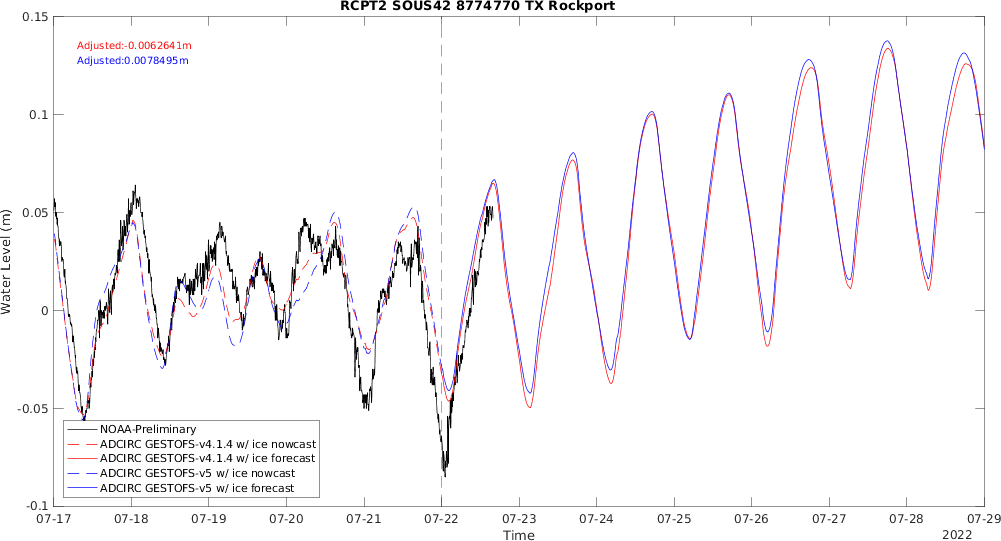 RCPT2 SOUS42 8774770 TX Rockport
0.15
0.1
0.05
0
-0.05
-0.1
Water Level (m)
Adjusted:-0.0062641m
Adjusted:0.0078495m
NOAA-Preliminary
ADCIRC GESTOFS-v4.1.4 w/ ice nowcast
ADCIRC GESTOFS-v4.1.4 w/ ice forecast
ADCIRC GESTOFS-v5 w/ ice nowcast
ADCIRC GESTOFS-v5 w/ ice forecast
07-17 07-18 07-19 07-20 07-21 07-22 07-23 07-24 07-25 07-26 07-27 07-28 07-29
Time
2022